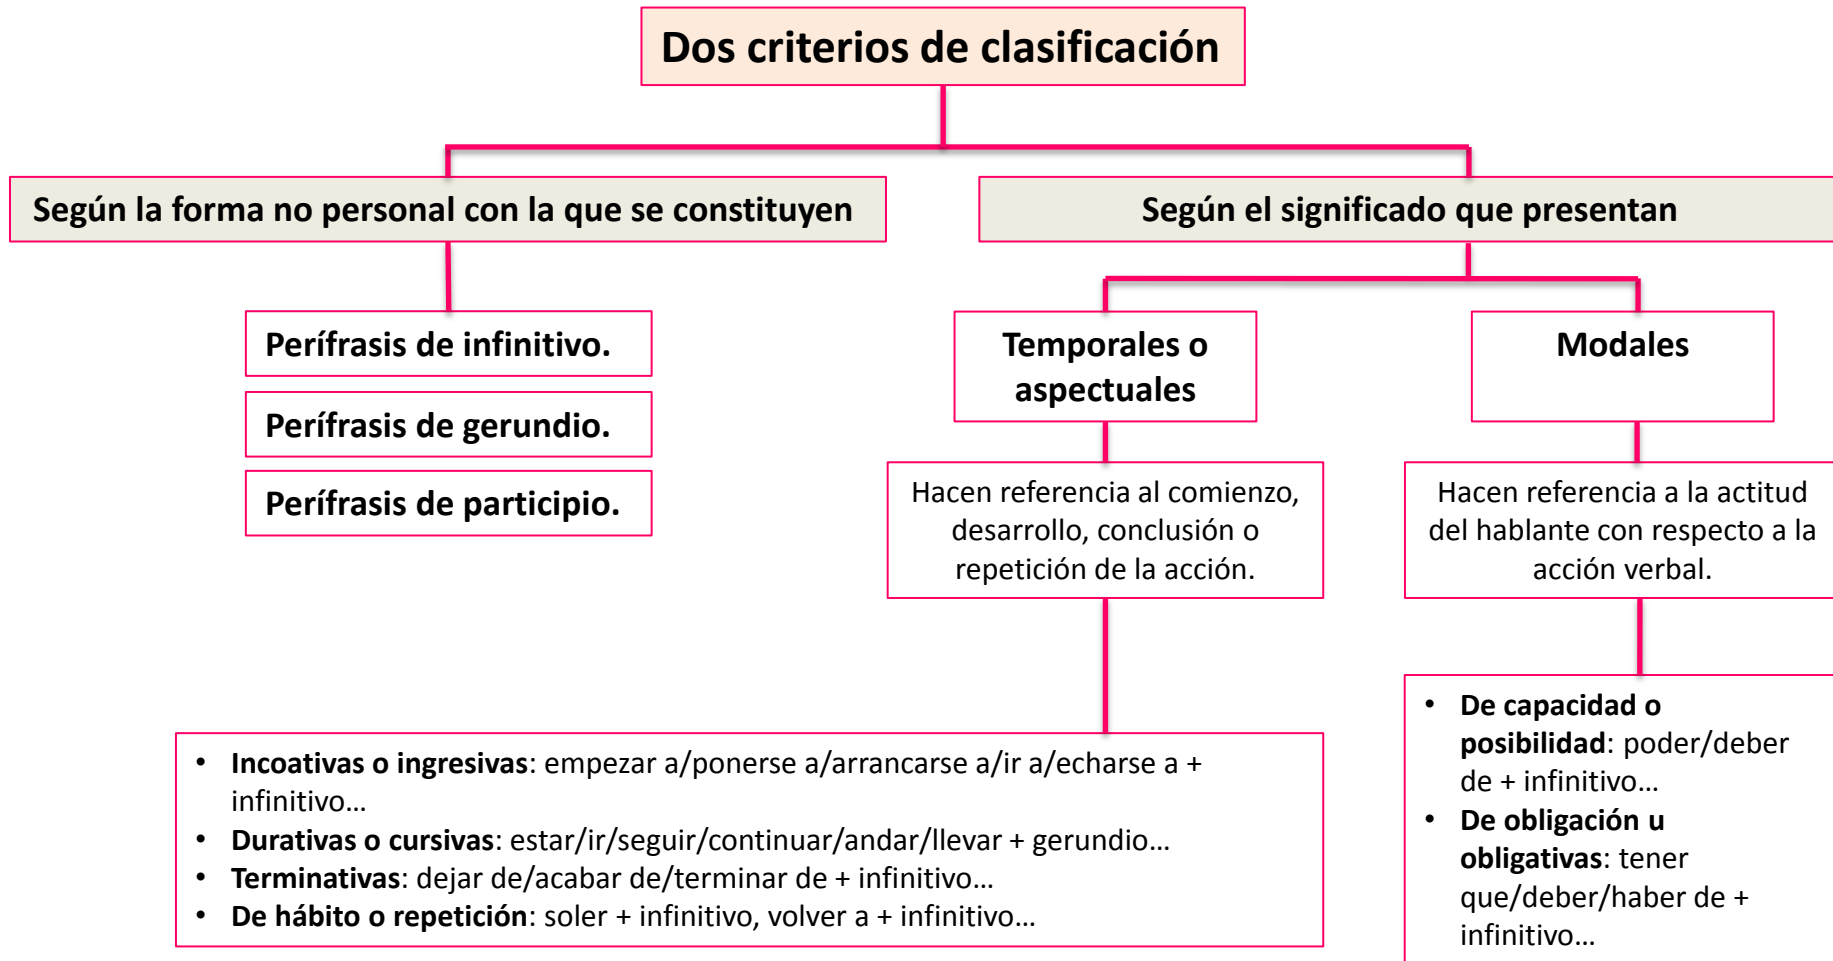 Dos criterios de clasificación
Según la forma no personal con la que se constituyen
Según el significado que presentan
Perífrasis de infinitivo.
Perífrasis de gerundio.
Perífrasis de participio.
Temporales o
aspectuales
Modales
Hacen referencia al comienzo,
desarrollo, conclusión o
repetición de la acción.
Hacen referencia a la actitud
del hablante con respecto a la
acción verbal.
• Incoativas o ingresivas: empezar a/ponerse a/arrancarse a/ir a/echarse a +
infinitivo…
• Durativas o cursivas: estar/ir/seguir/continuar/andar/llevar + gerundio…
• Terminativas: dejar de/acabar de/terminar de + infinitivo…
• De hábito o repetición: soler + infinitivo, volver a + infinitivo…
• De capacidad o
posibilidad: poder/deber
de + infinitivo…
• De obligación u
obligativas: tener
que/deber/haber de +
infinitivo…